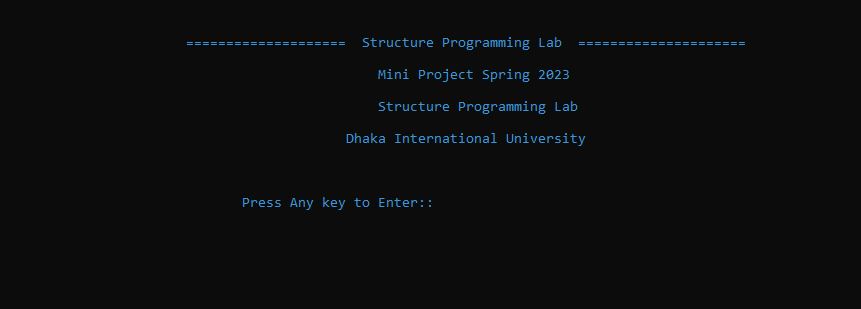 ==================== Structure Programming Lab =====================
Mini Project Spring 2023
Structure Programming Lab
Dhaka International University
Press Any key to Enter::